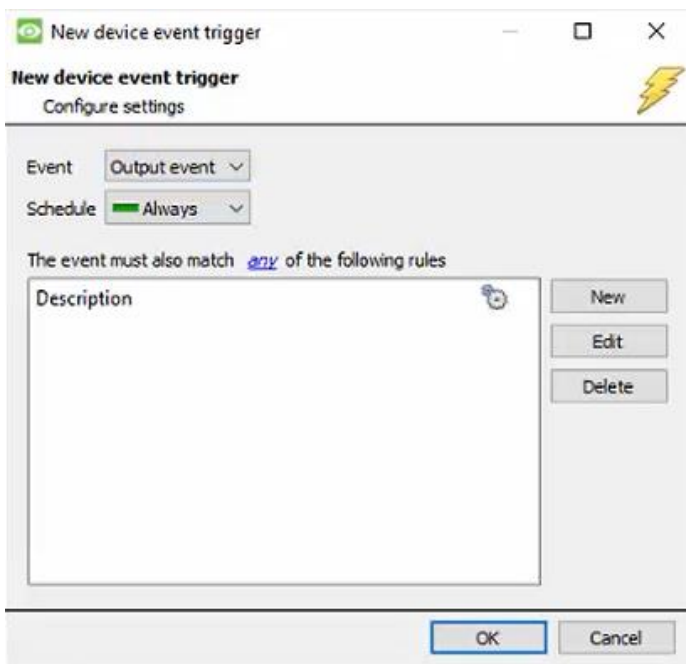 New device event trigger
New device event trigger
Configure settings
Event Output event
Schedule Always
The event must also match any of the following rules
Description
New
Edit
Delete
OK Cancel